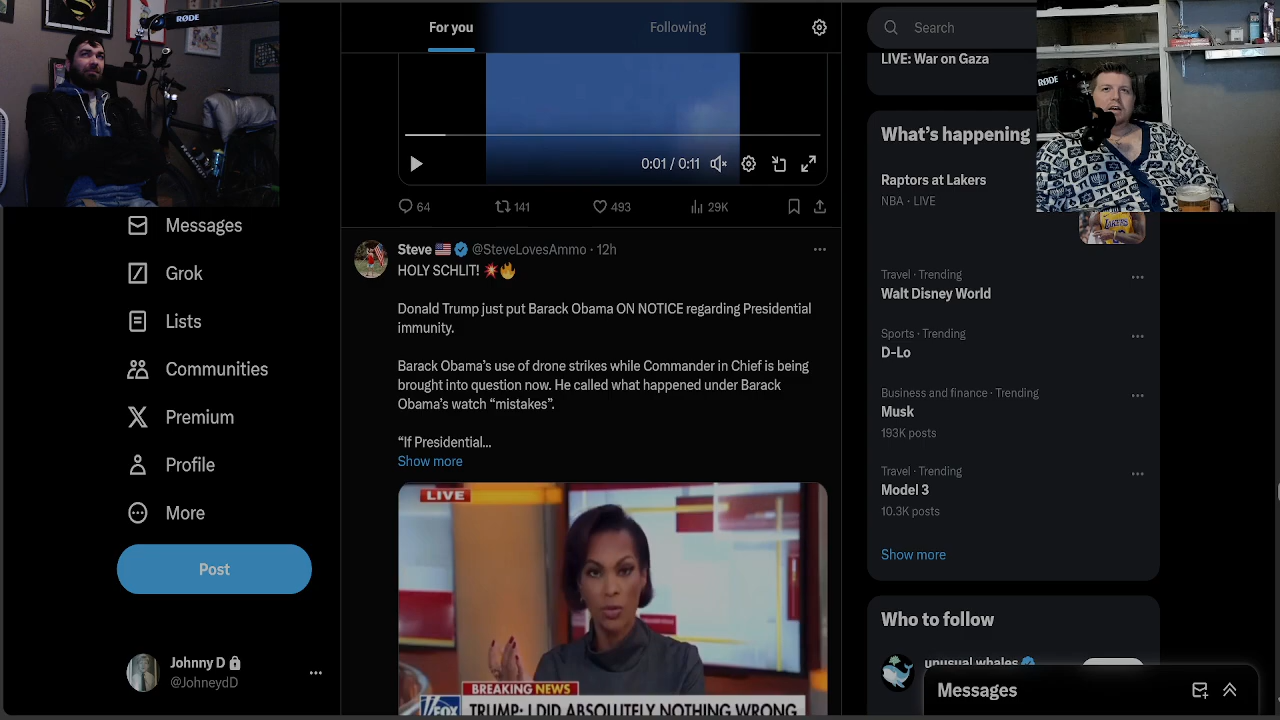 RØDE
For you
Following
Search
RØDE
LIVE: War on Gaza
0:01 / 0:11
64
141
493
29K
Messages
Grok
Lists
Communities
Premium
Profile
More
Post
Johnny D
@JohneydD
Steve @SteveLovesAmmo · 12h
HOLY SCHLIT!
Donald Trump just put Barack Obama ON NOTICE regarding Presidential
immunity.
Barack Obama’s use of drone strikes while Commander in Chief is being
brought into question now. He called what happened under Barack
Obama’s watch “mistakes”.
“If Presidential...
Show more
LIVE
BREAKING NEWS
FOX
TRUMP: I DID ABSOLUTELY NOTHING WRONG
What’s happening
Raptors at Lakers
NBA · LIVE
LAKERS
Travel · Trending
Walt Disney World
Sports · Trending
D-Lo
Business and finance · Trending
Musk
193K posts
Travel · Trending
Model 3
10.3K posts
Show more
Who to follow
unusual_whales
Messages